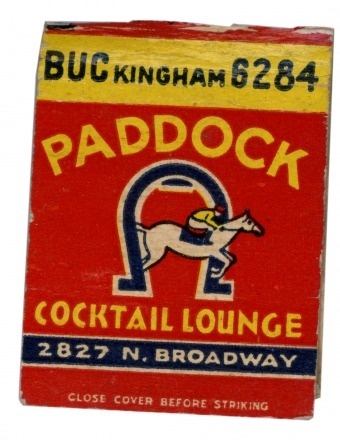 BUCKINGHAM 6284
PADDOCK
COCKTAIL LOUNGE
2827 N. BROADWAY
CLOSE COVER BEFORE STRIKING